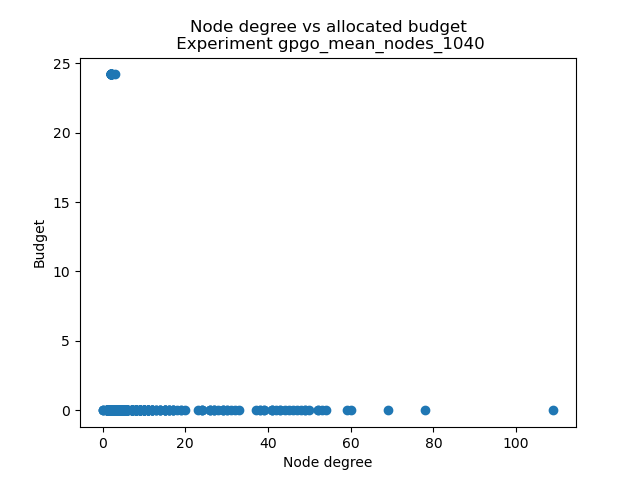 Node degree vs allocated budget
Experiment gpgo_mean_nodes_1040
25
20
15
10
5
0
Budget
0 20 40 60 80 100
Node degree